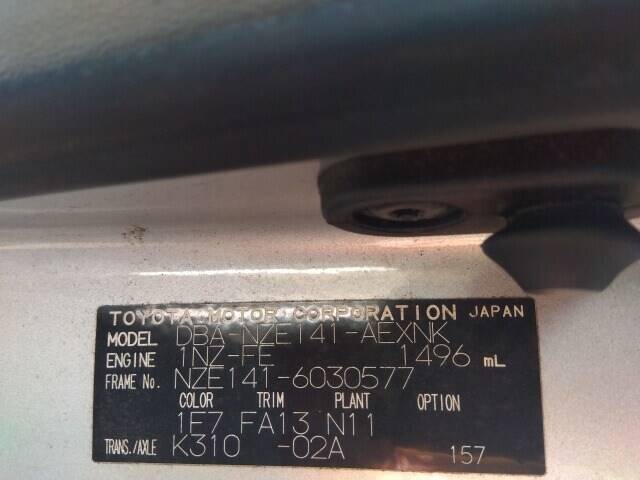 TOYOTA MOTOR CORPORATION JAPAN
MODEL DBA-NZE141-AEXNK
ENGINE 1NZ-FE 1496 mL
FRAME No. NZE141-6030577
COLOR TRIM PLANT OPTION
1E7 FA13 N11
TRANS./AXLE K310 -02A 157